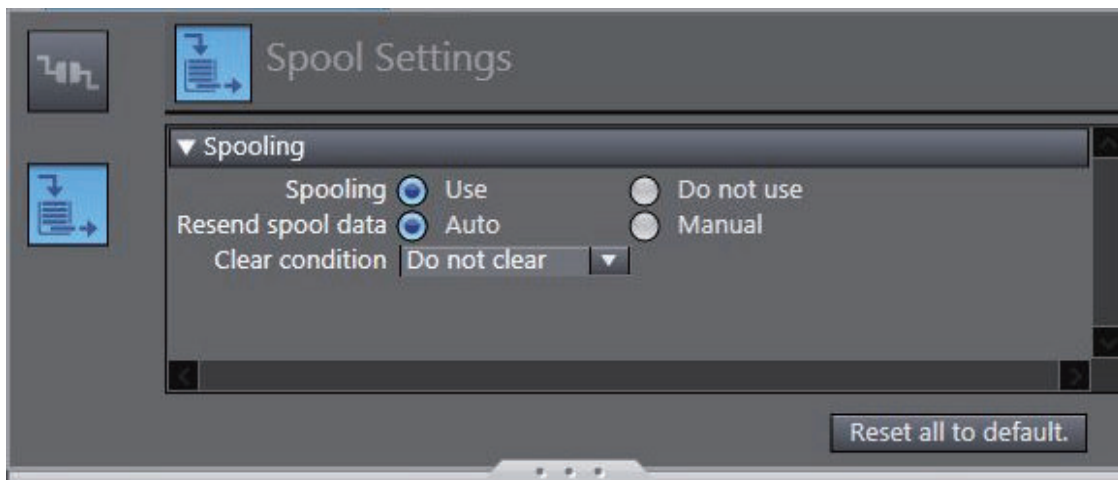 Spool Settings
▼ Spooling
Spooling Use Do not use
Resend spool data Auto Manual
Clear condition Do not clear
Reset all to default.